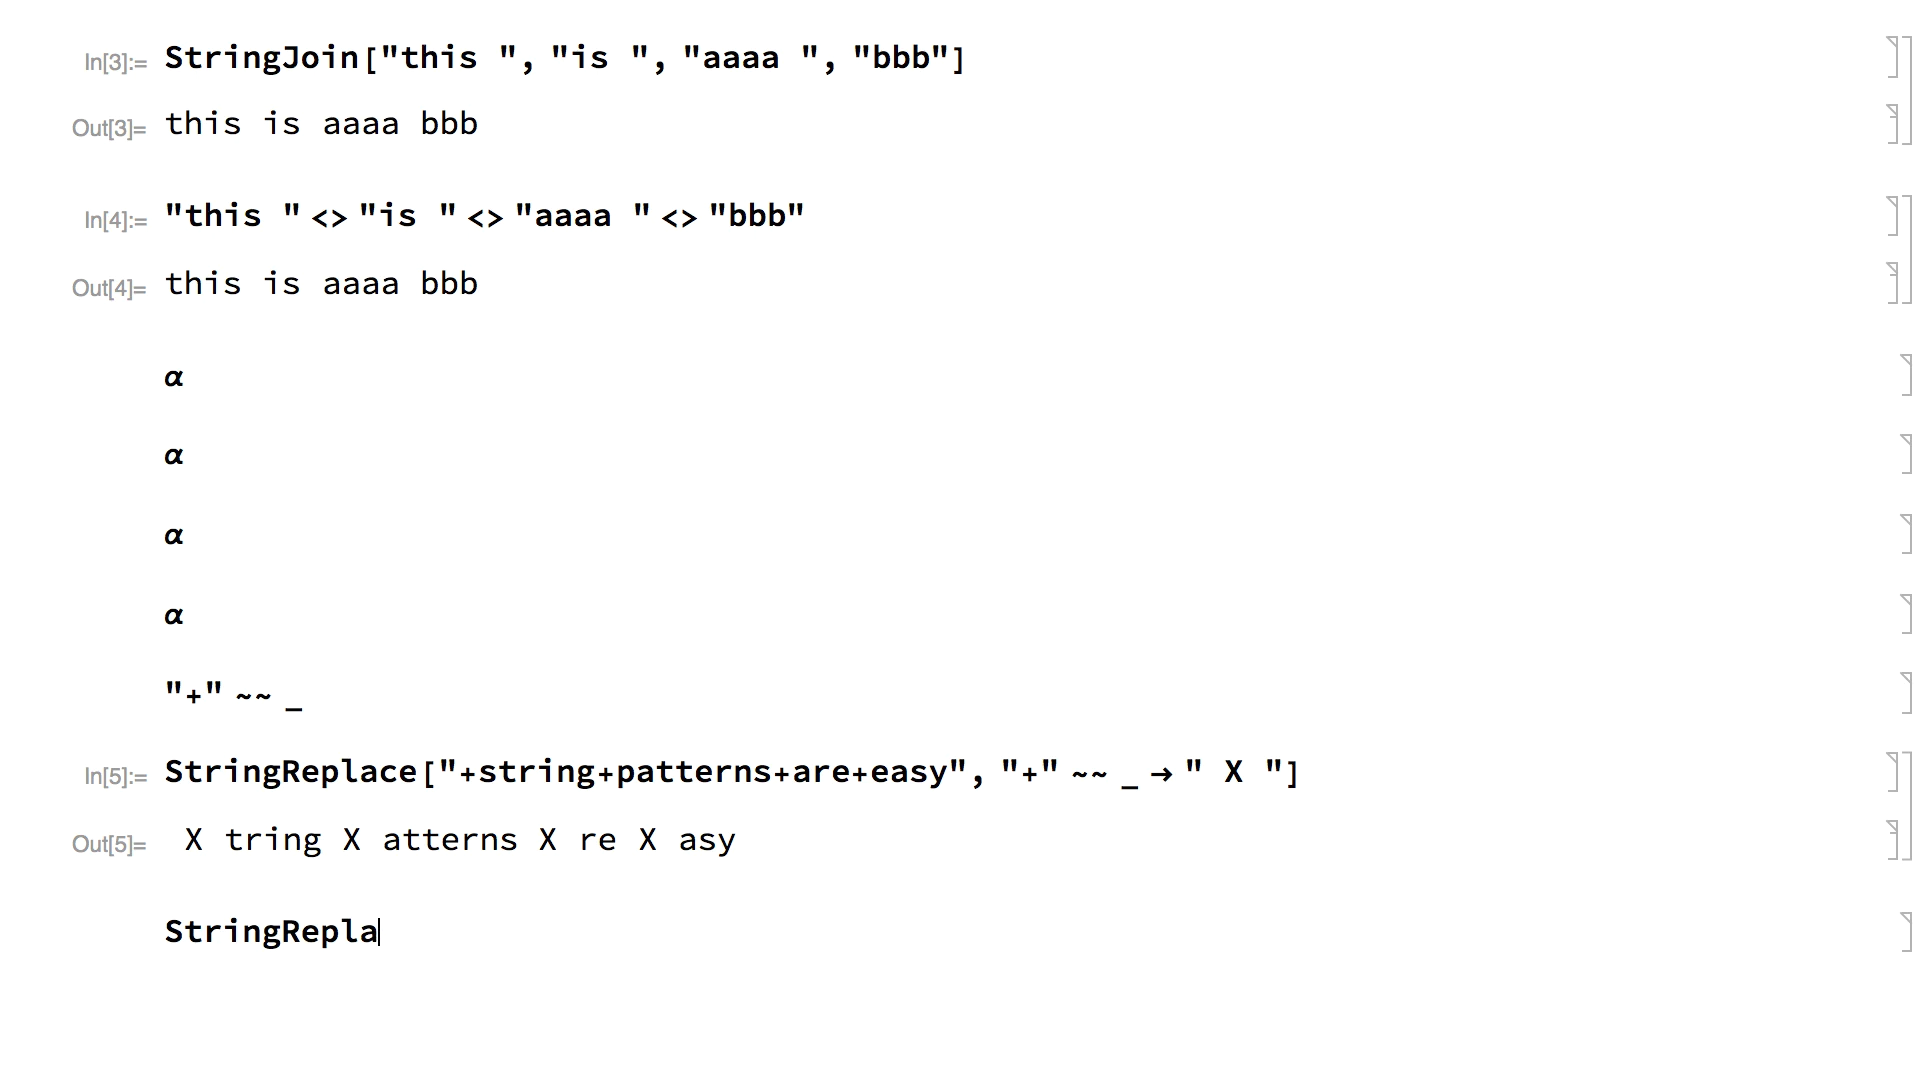 In[3]:= StringJoin["this ", "is ", "aaaa ", "bbb"]
Out[3]= this is aaaa bbb
In[4]:= "this " <> "is " <> "aaaa " <> "bbb"
Out[4]= this is aaaa bbb
α
α
α
α
"+" ~~ _
In[5]:= StringReplace["+string+patterns+are+easy", "+" ~~ _ → " X "]
Out[5]=  X tring X atterns X re X asy
StringRepla